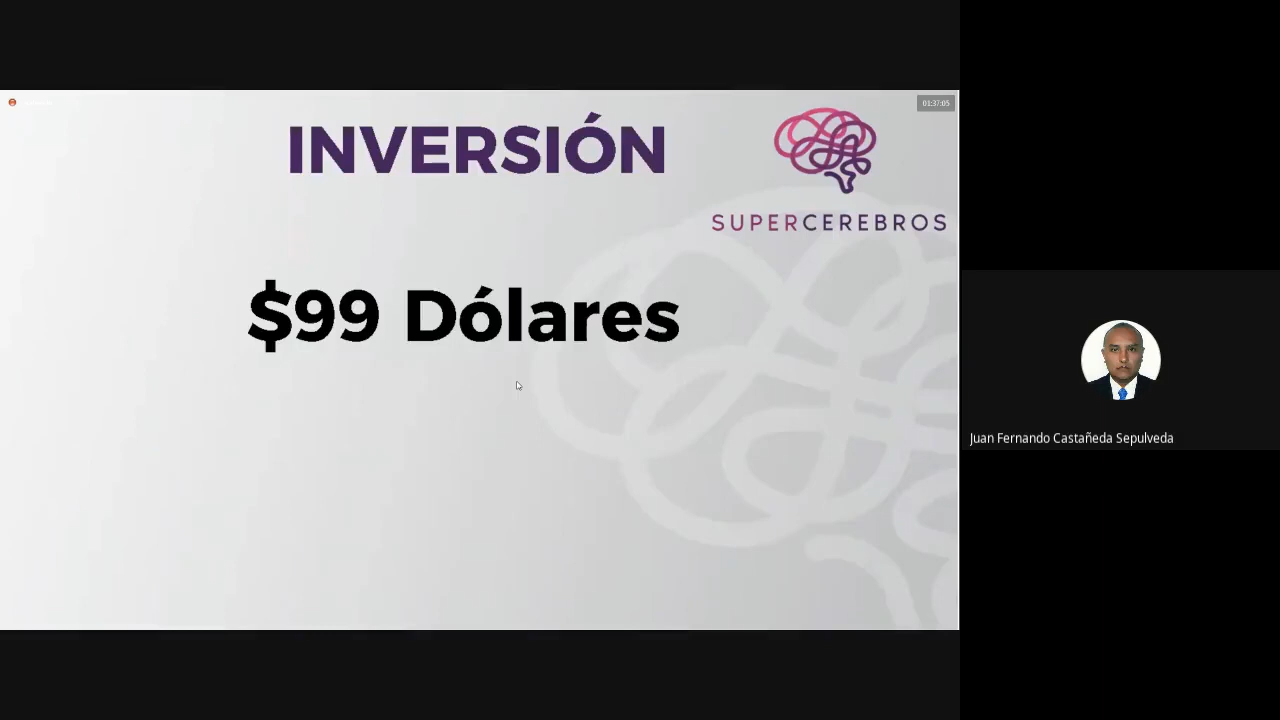 01:37:05
INVERSIÓN
SUPERCEREBROS
$99 Dólares
Juan Fernando Castañeda Sepulveda